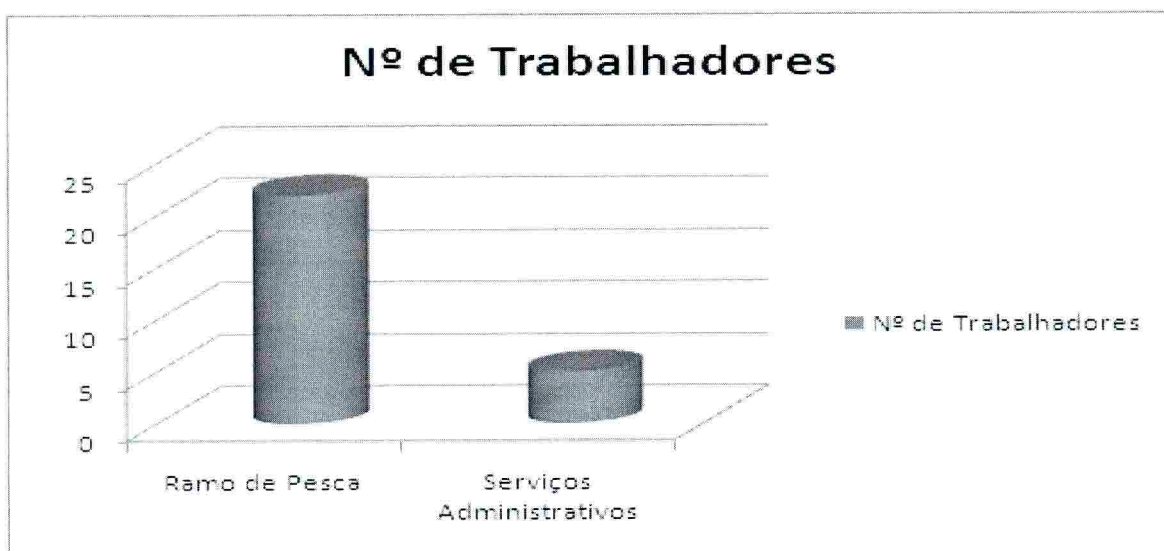 Nº de Trabalhadores
25
20
15
10
5
0
Ramo de Pesca
Serviços
Administrativos
Nº de Trabalhadores